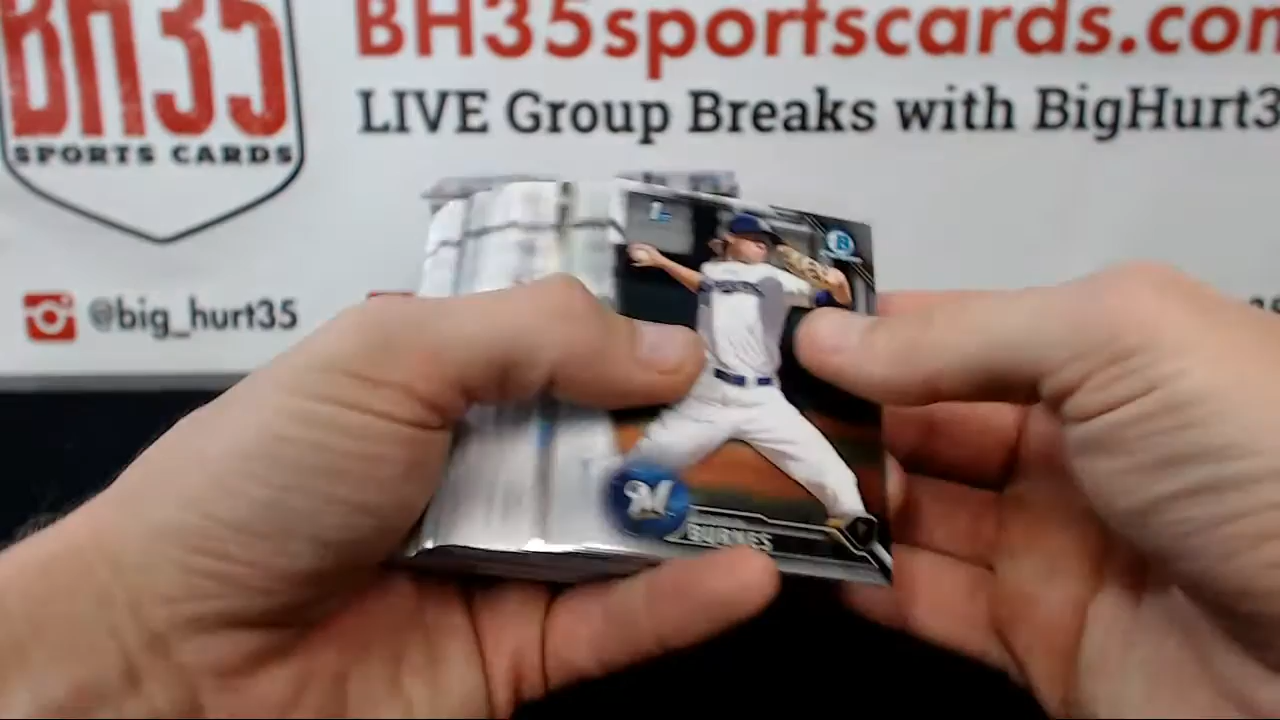 BH35
SPORTS CARDS
BH35sportscards.com
LIVE Group Breaks with BigHurt3
@big_hurt35
BURNES